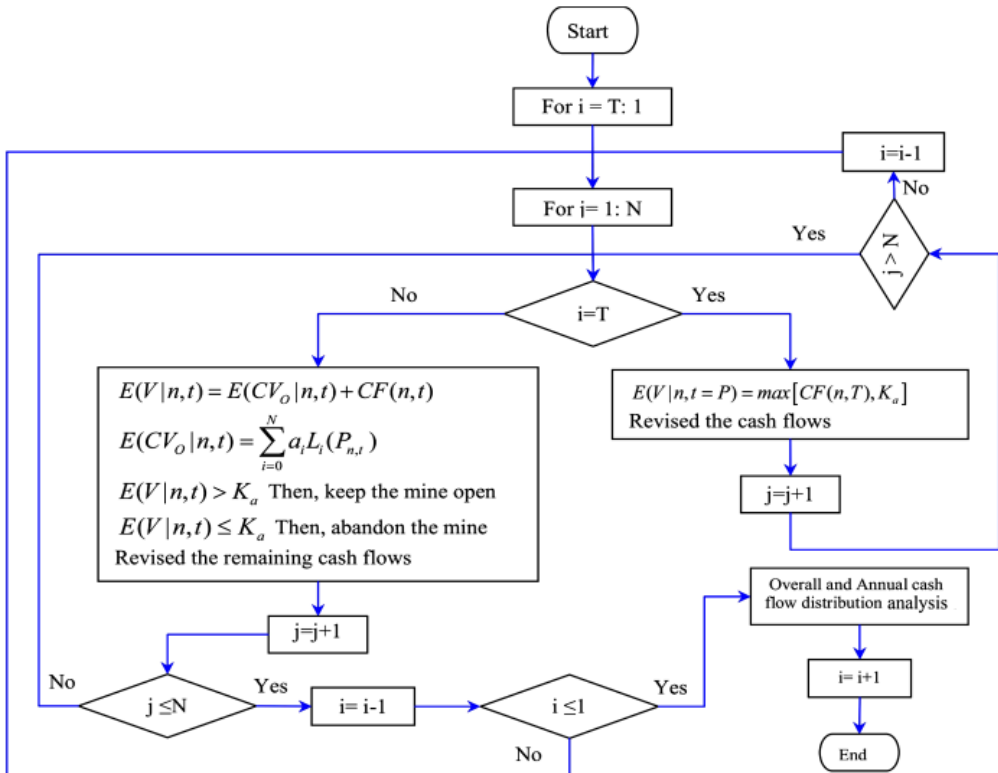 Start
For i = T: 1
i=i-1
No
For j= 1: N
Yes
j > N
No
Yes
i=T
E(V|n,t) = E(CV_O|n,t) + CF(n,t)
E(CV_O|n,t) = \sum_{i=0}^{N} a_i L_i(P_{n,t})
E(V|n,t) > K_a Then, keep the mine open
E(V|n,t) ≤ K_a Then, abandon the mine
Revised the remaining cash flows
E(V|n,t = P) = max[CF(n,T), K_a]
Revised the cash flows
j=j+1
Overall and Annual cash
flow distribution analysis
j=j+1
No
j ≤N
Yes
i= i-1
i ≤1
Yes
No
i= i+1
End